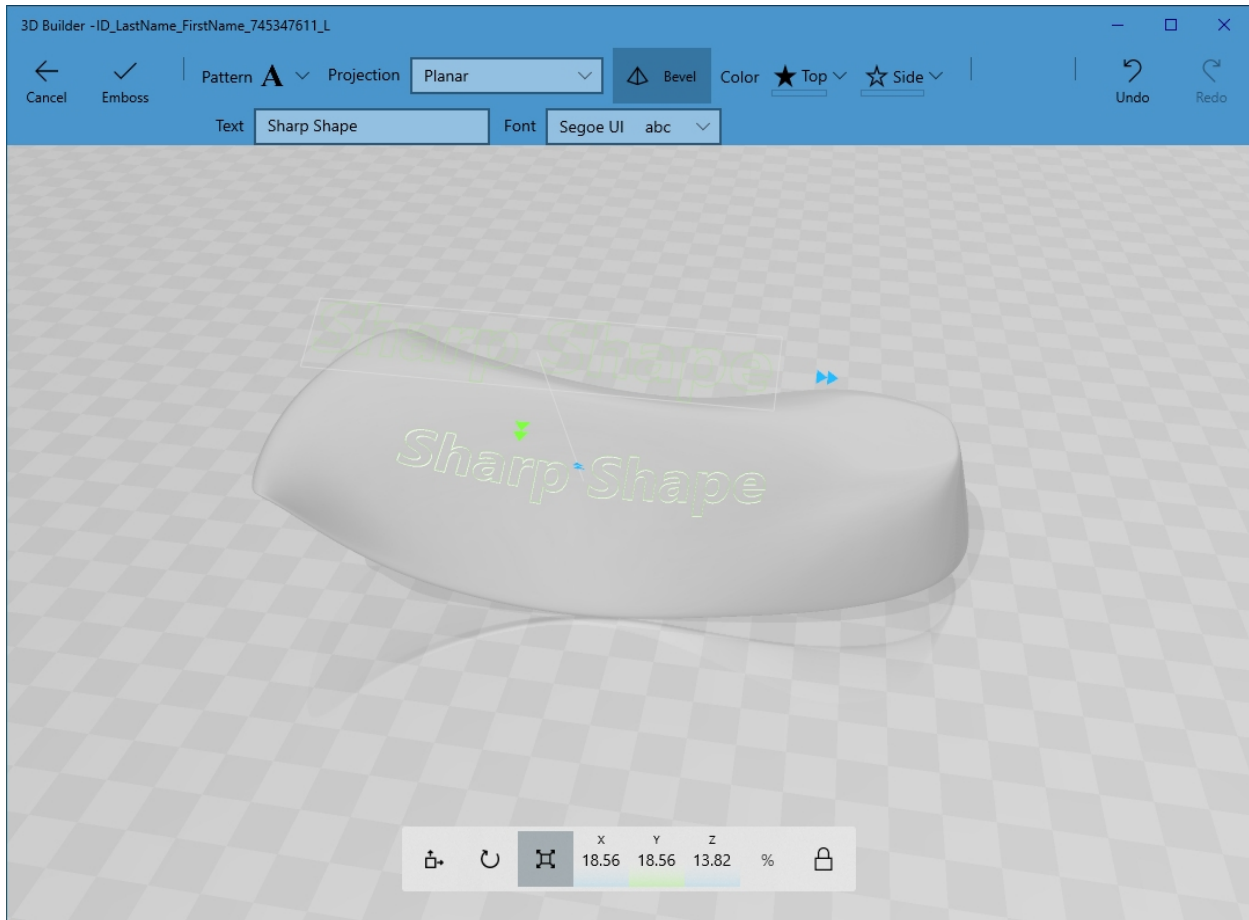 3D Builder -ID_LastName_FirstName_745347611_L
Cancel
Emboss
Pattern A
Projection Planar
Bevel
Color
Top
Side
Undo
Redo
Text Sharp Shape
Font Segoe UI abc
Sharp Shape
X Y Z
18.56 18.56 13.82 %